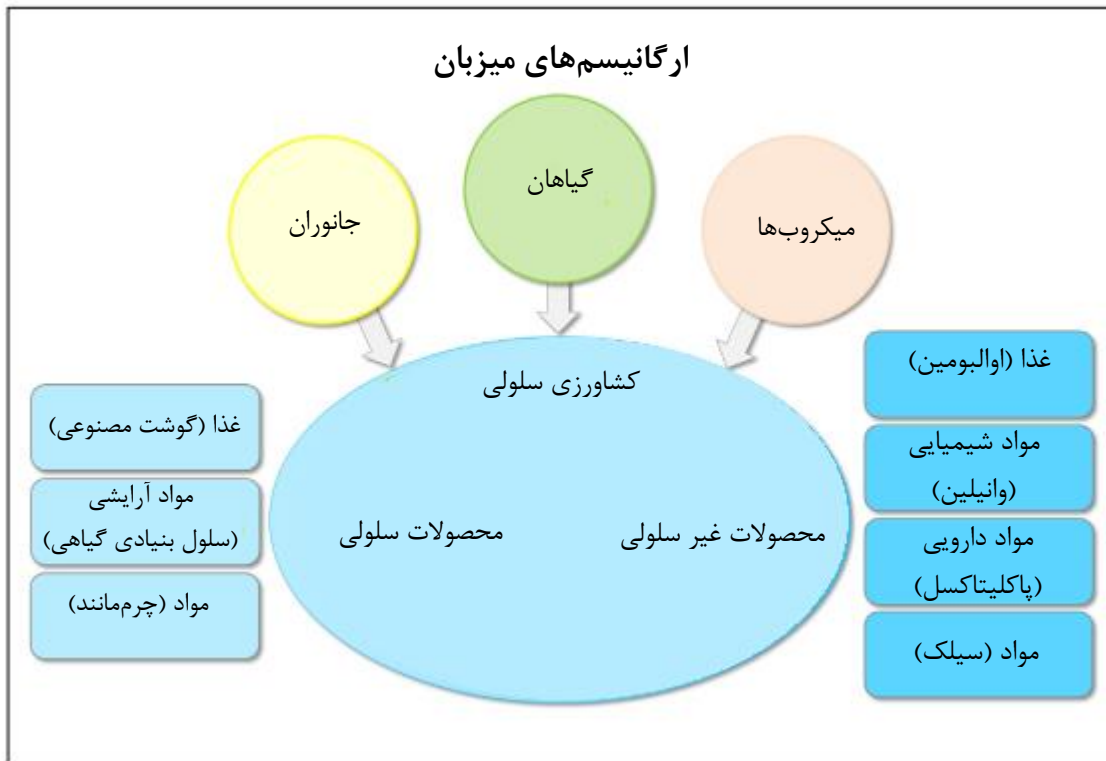 ارگانیسم‌های میزبان
میکروب‌ها
گیاهان
جانوران
کشاورزی سلولی
محصولات غیر سلولی
محصولات سلولی
غذا (اوالبومین)
مواد شیمیایی
(وانیلین)
مواد دارویی
(پاکلیتاکسل)
مواد (سیلک)
غذا (گوشت مصنوعی)
مواد آرایشی
(سلول بنیادی گیاهی)
مواد (چرم‌مانند)